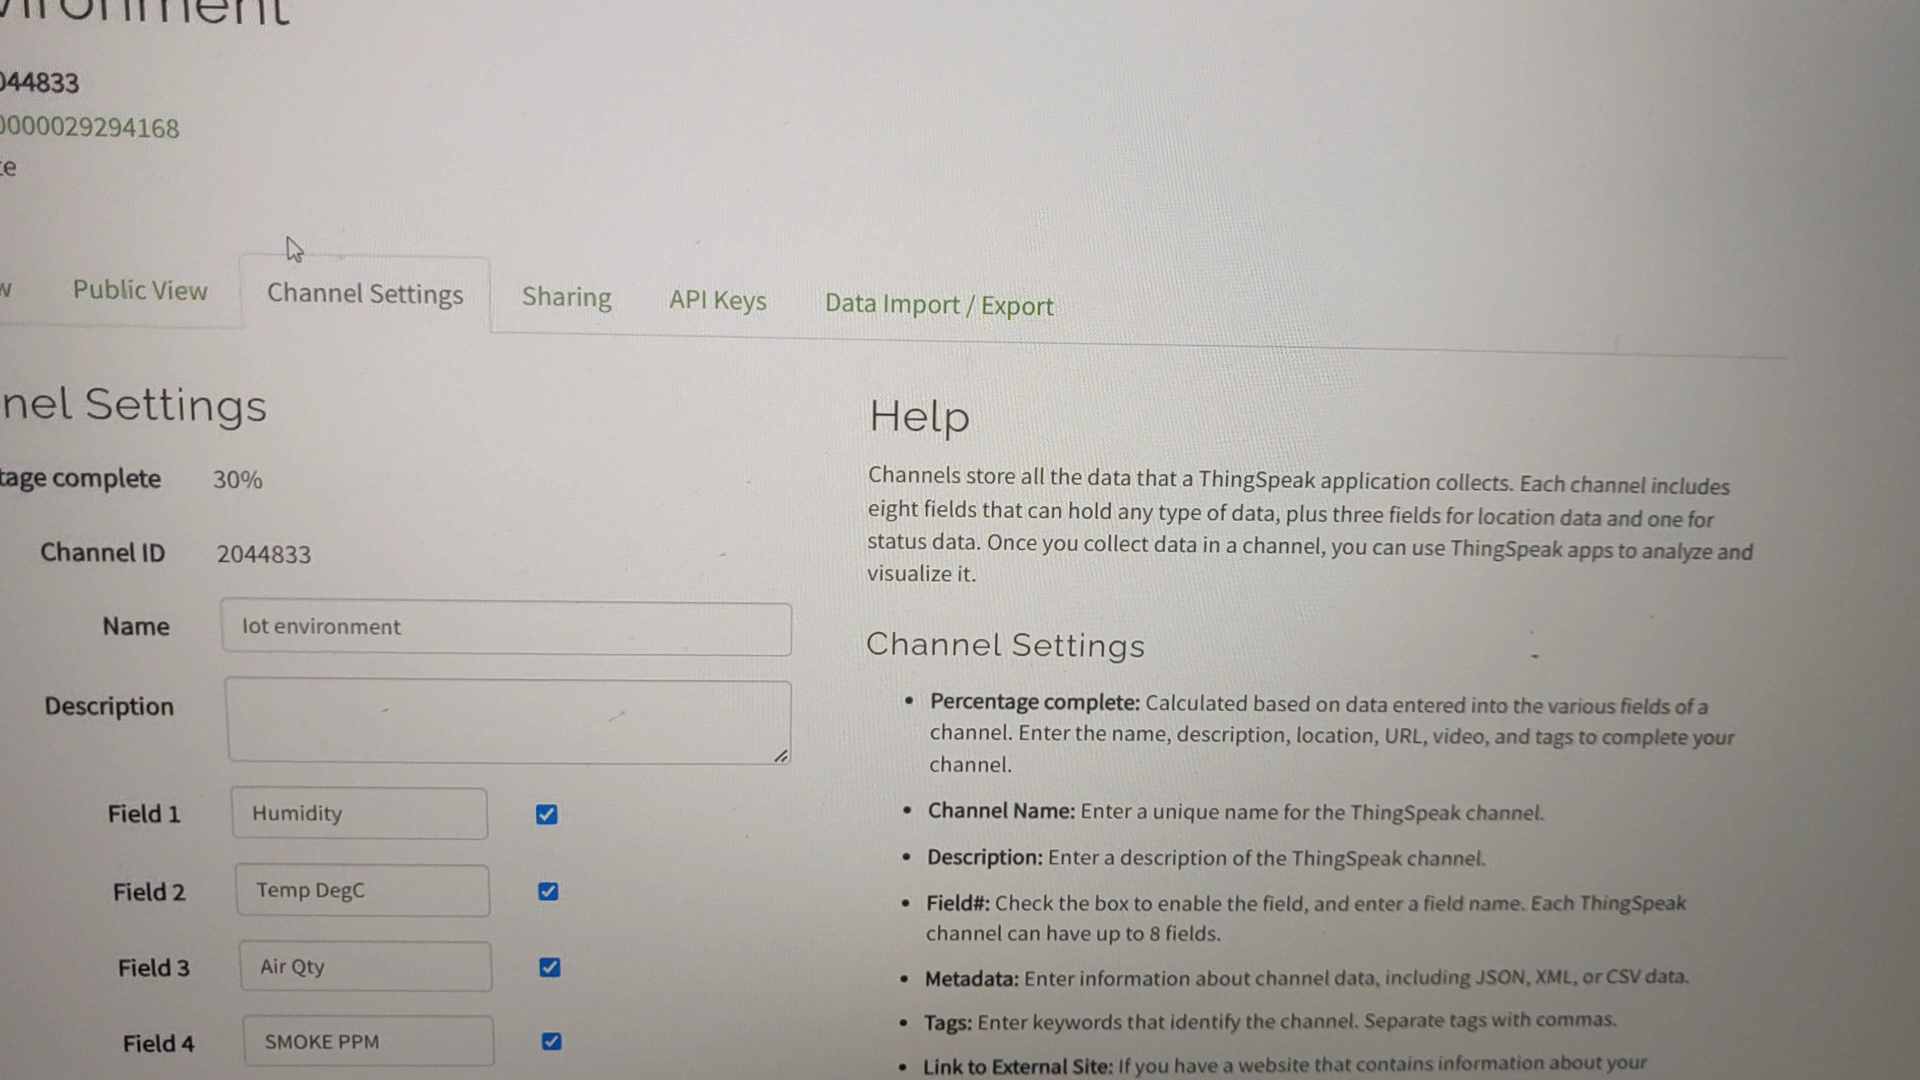 044833
0000029294168
Public View
Channel Settings
Sharing
API Keys
Data Import / Export
nel Settings
tage complete 30%
Channel ID 2044833
Name Iot environment
Description
Field 1 Humidity
Field 2 Temp DegC
Field 3 Air Qty
Field 4 SMOKE PPM
Help
Channels store all the data that a ThingSpeak application collects. Each channel includes
eight fields that can hold any type of data, plus three fields for location data and one for
status data. Once you collect data in a channel, you can use ThingSpeak apps to analyze and
visualize it.
Channel Settings
• Percentage complete: Calculated based on data entered into the various fields of a
channel. Enter the name, description, location, URL, video, and tags to complete your
channel.
• Channel Name: Enter a unique name for the ThingSpeak channel.
• Description: Enter a description of the ThingSpeak channel.
• Field#: Check the box to enable the field, and enter a field name. Each ThingSpeak
channel can have up to 8 fields.
• Metadata: Enter information about channel data, including JSON, XML, or CSV data.
• Tags: Enter keywords that identify the channel. Separate tags with commas.
• Link to External Site: If you have a website that contains information about your